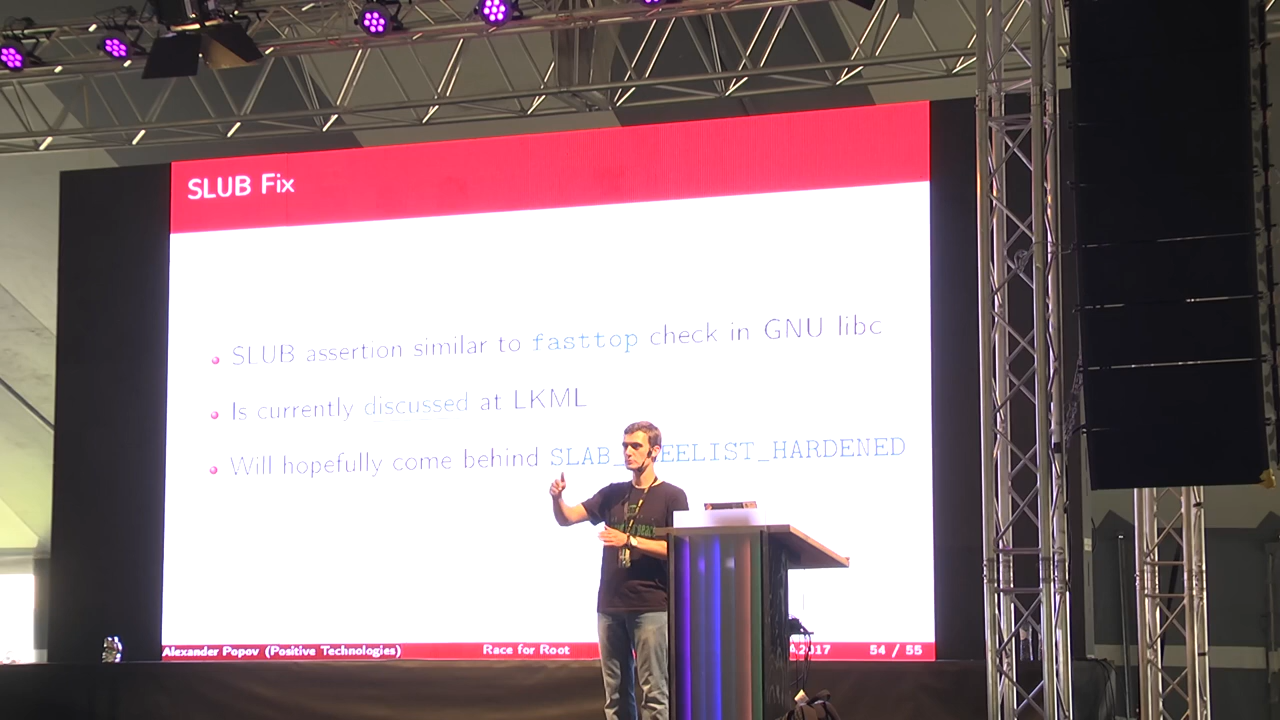 SLUB Fix
SLUB assertion similar to fasttop check in GNU libc
Is currently discussed at LKML
Will hopefully come behind SLAB_ EELIST_HARDENED
Alexander Popov (Positive Technologies) Race for Root 2017 54 / 55